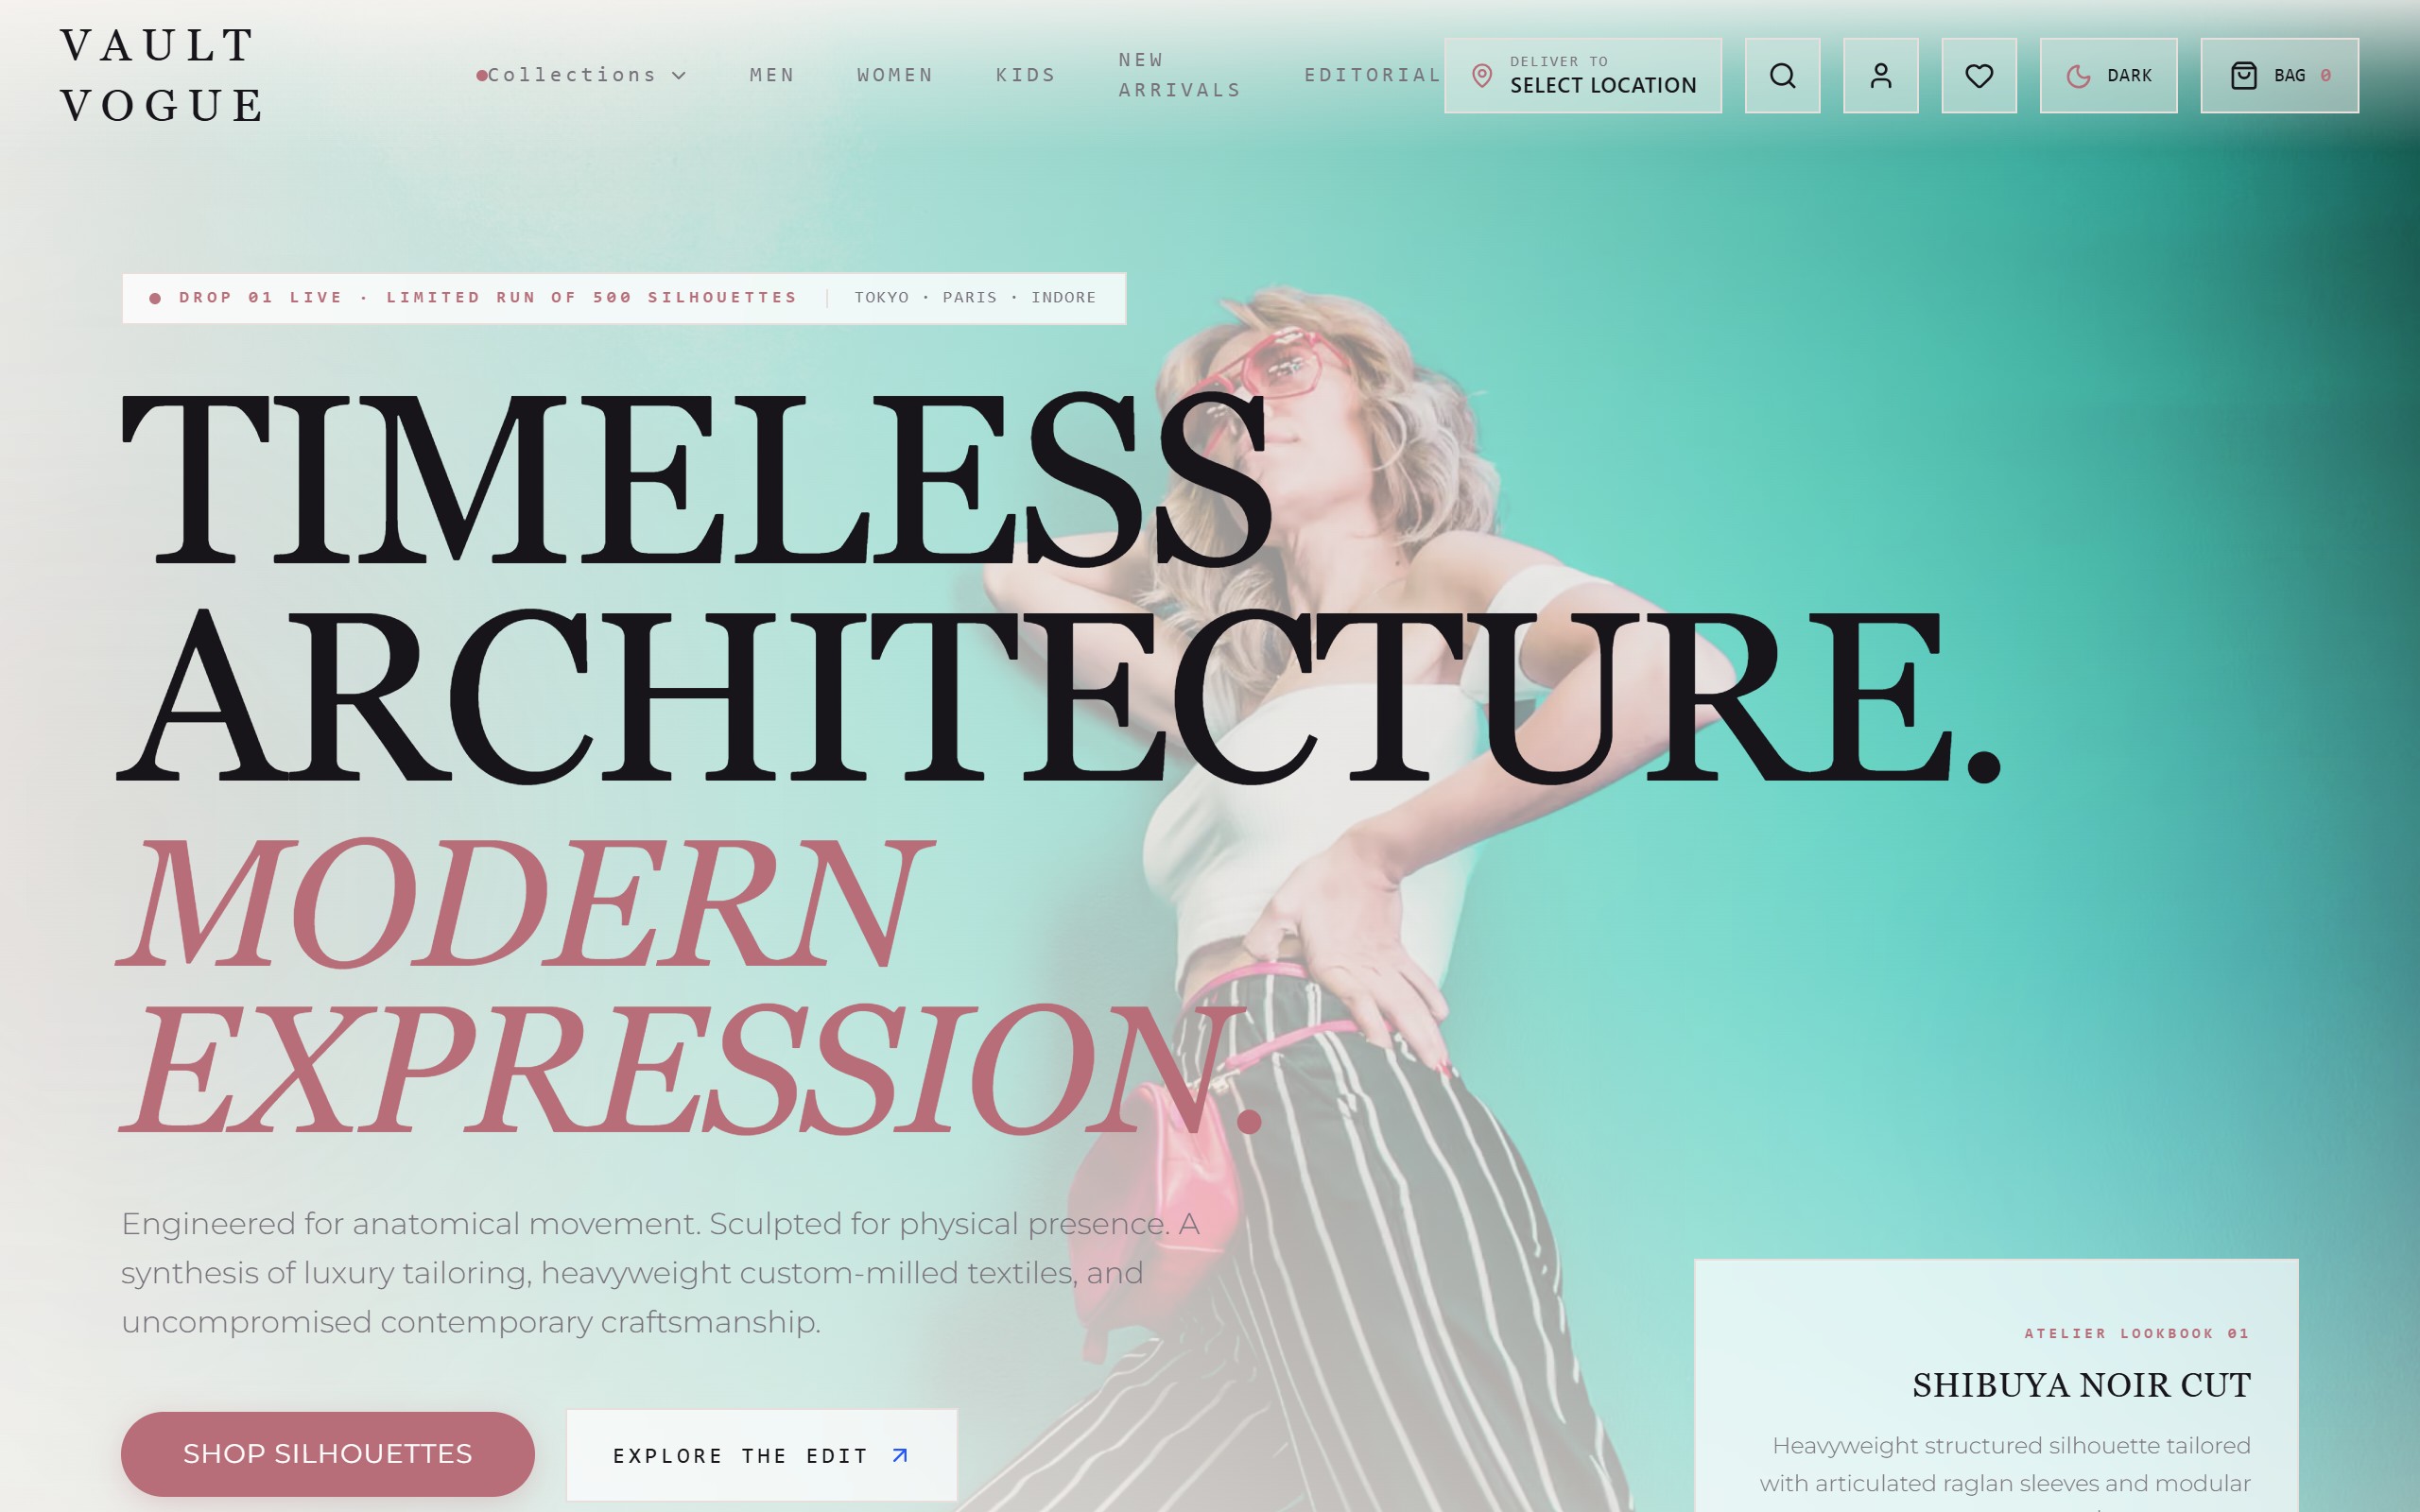 VAULT
VOGUE
Collections
MEN
WOMEN
KIDS
NEW
ARRIVALS
EDITORIAL
DELIVER TO
SELECT LOCATION
DARK
BAG 0
DROP 01 LIVE · LIMITED RUN OF 500 SILHOUETTES
TOKYO · PARIS · INDORE
TIMELESS
ARCHITECTURE.
MODERN
EXPRESSION.
Engineered for anatomical movement. Sculpted for physical presence. A
synthesis of luxury tailoring, heavyweight custom-milled textiles, and
uncompromised contemporary craftsmanship.
SHOP SILHOUETTES
EXPLORE THE EDIT
ATELIER LOOKBOOK 01
SHIBUYA NOIR CUT
Heavyweight structured silhouette tailored
with articulated raglan sleeves and modular